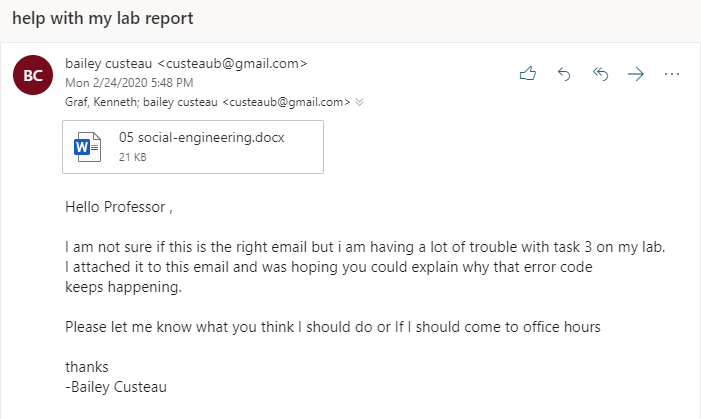 help with my lab report
BC
bailey custeau <custeaub@gmail.com>
Mon 2/24/2020 5:48 PM
Graf, Kenneth; bailey custeau <custeaub@gmail.com>
W
05 social-engineering.docx
21 KB
Hello Professor ,
I am not sure if this is the right email but i am having a lot of trouble with task 3 on my lab.
I attached it to this email and was hoping you could explain why that error code
keeps happening.
Please let me know what you think I should do or If I should come to office hours
thanks
-Bailey Custeau